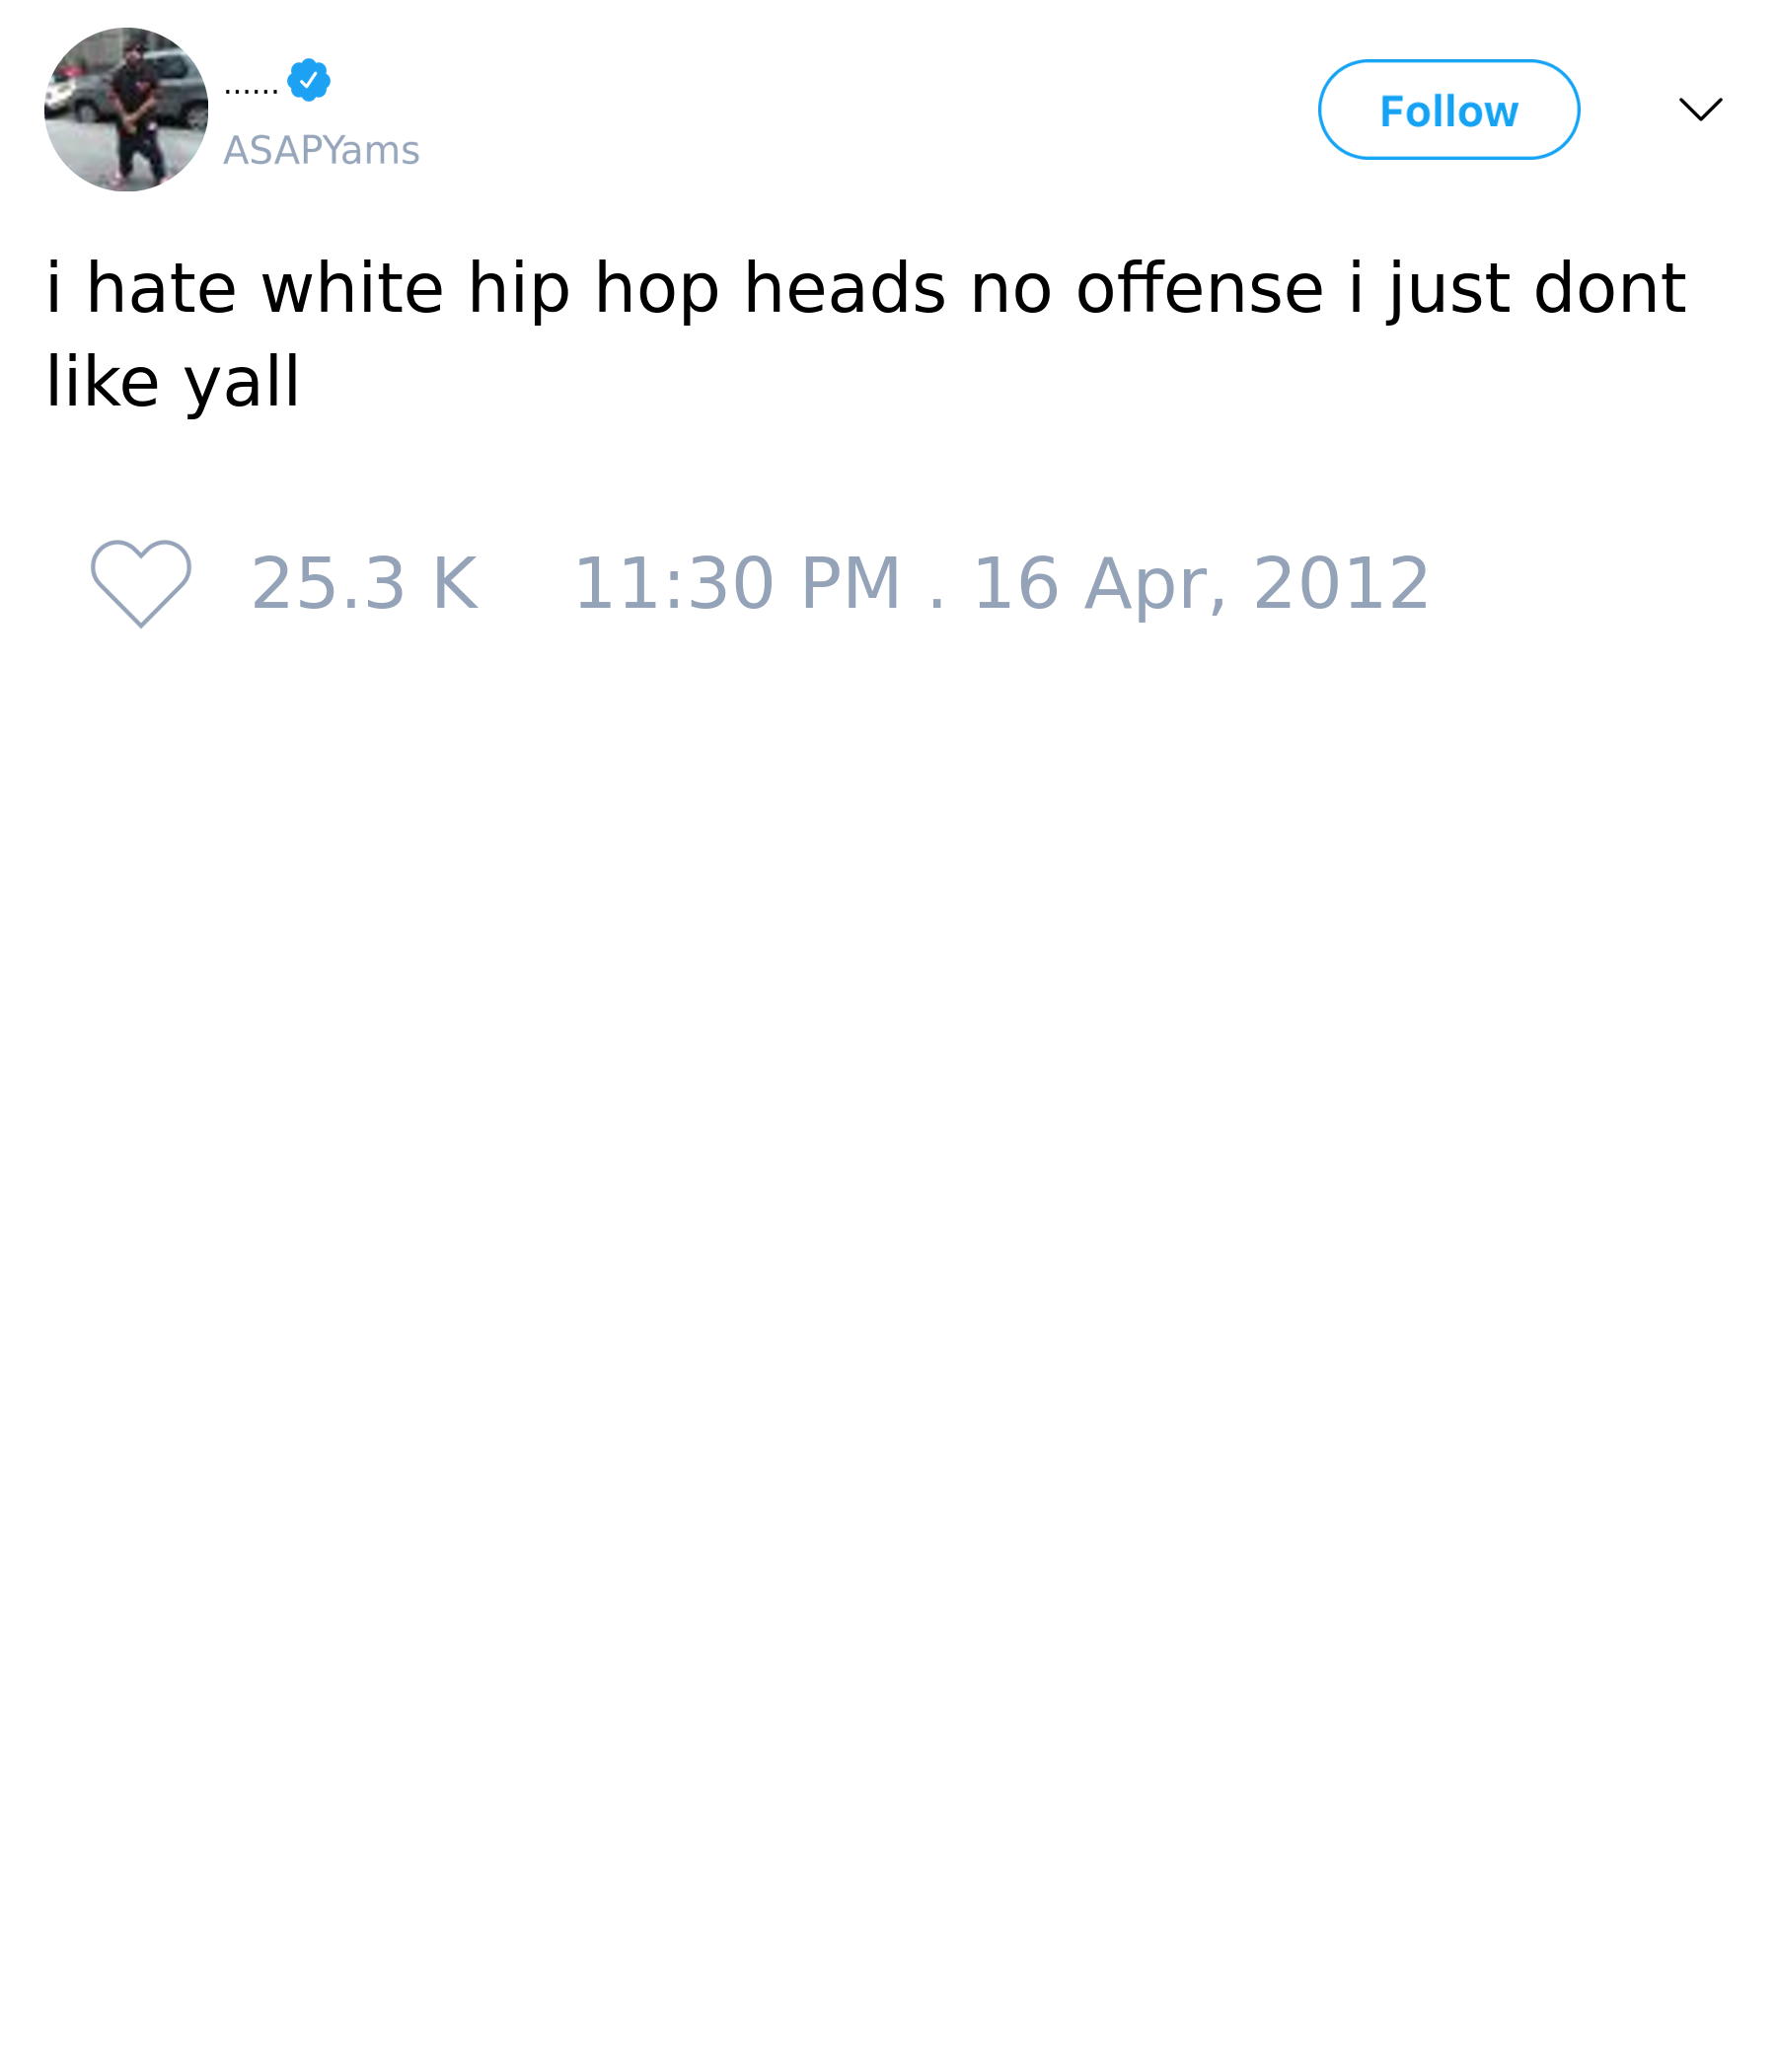 ......
ASAPYams
Follow
i hate white hip hop heads no offense i just dont
like yall
25.3 K 11:30 PM . 16 Apr, 2012